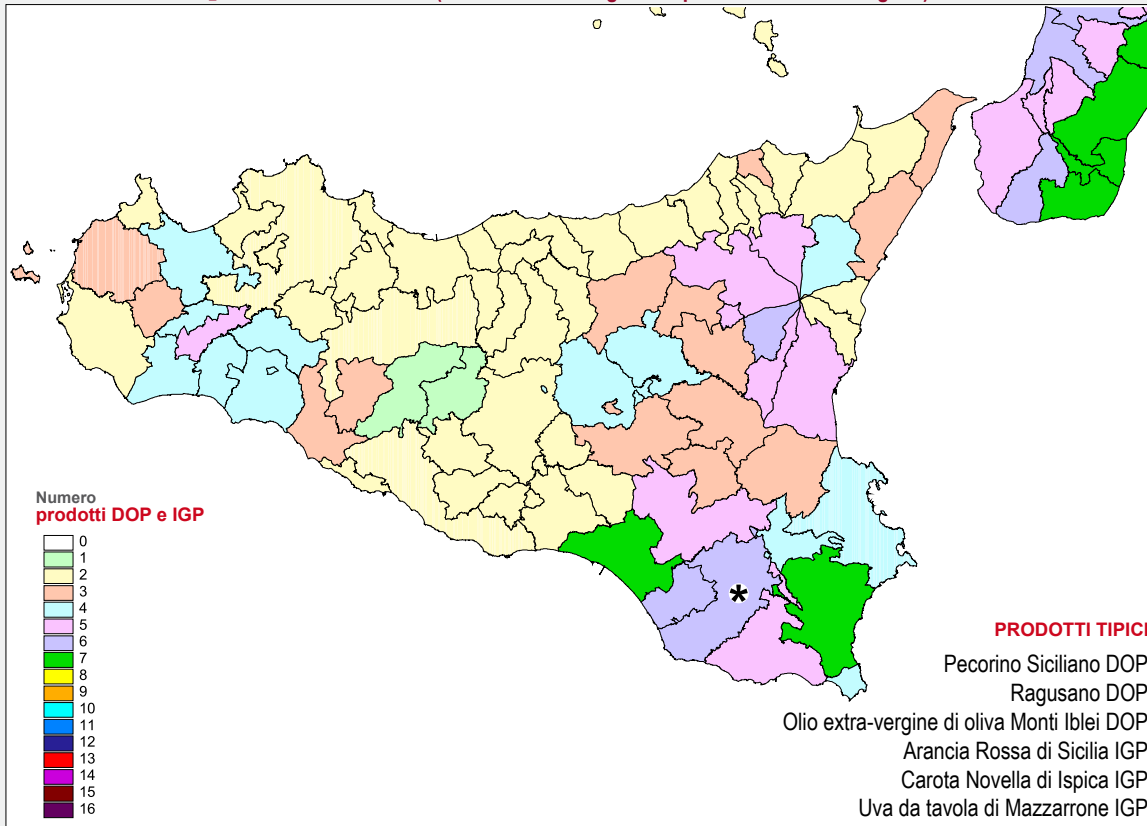 Numero
prodotti DOP e IGP
0
1
2
3
4
5
6
7
8
9
10
11
12
13
14
15
16
*
PRODOTTI TIPICI
Pecorino Siciliano DOP
Ragusano DOP
Olio extra-vergine di oliva Monti Iblei DOP
Arancia Rossa di Sicilia IGP
Carota Novella di Ispica IGP
Uva da tavola di Mazzarrone IGP